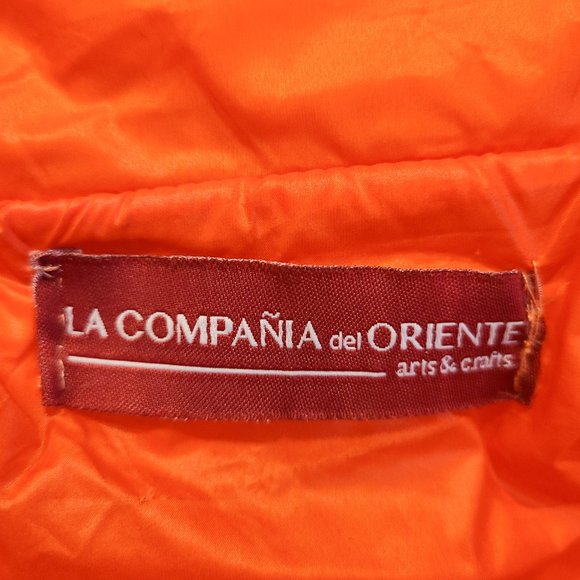 LA COMPAÑIA del ORIENTE
arts & crafts